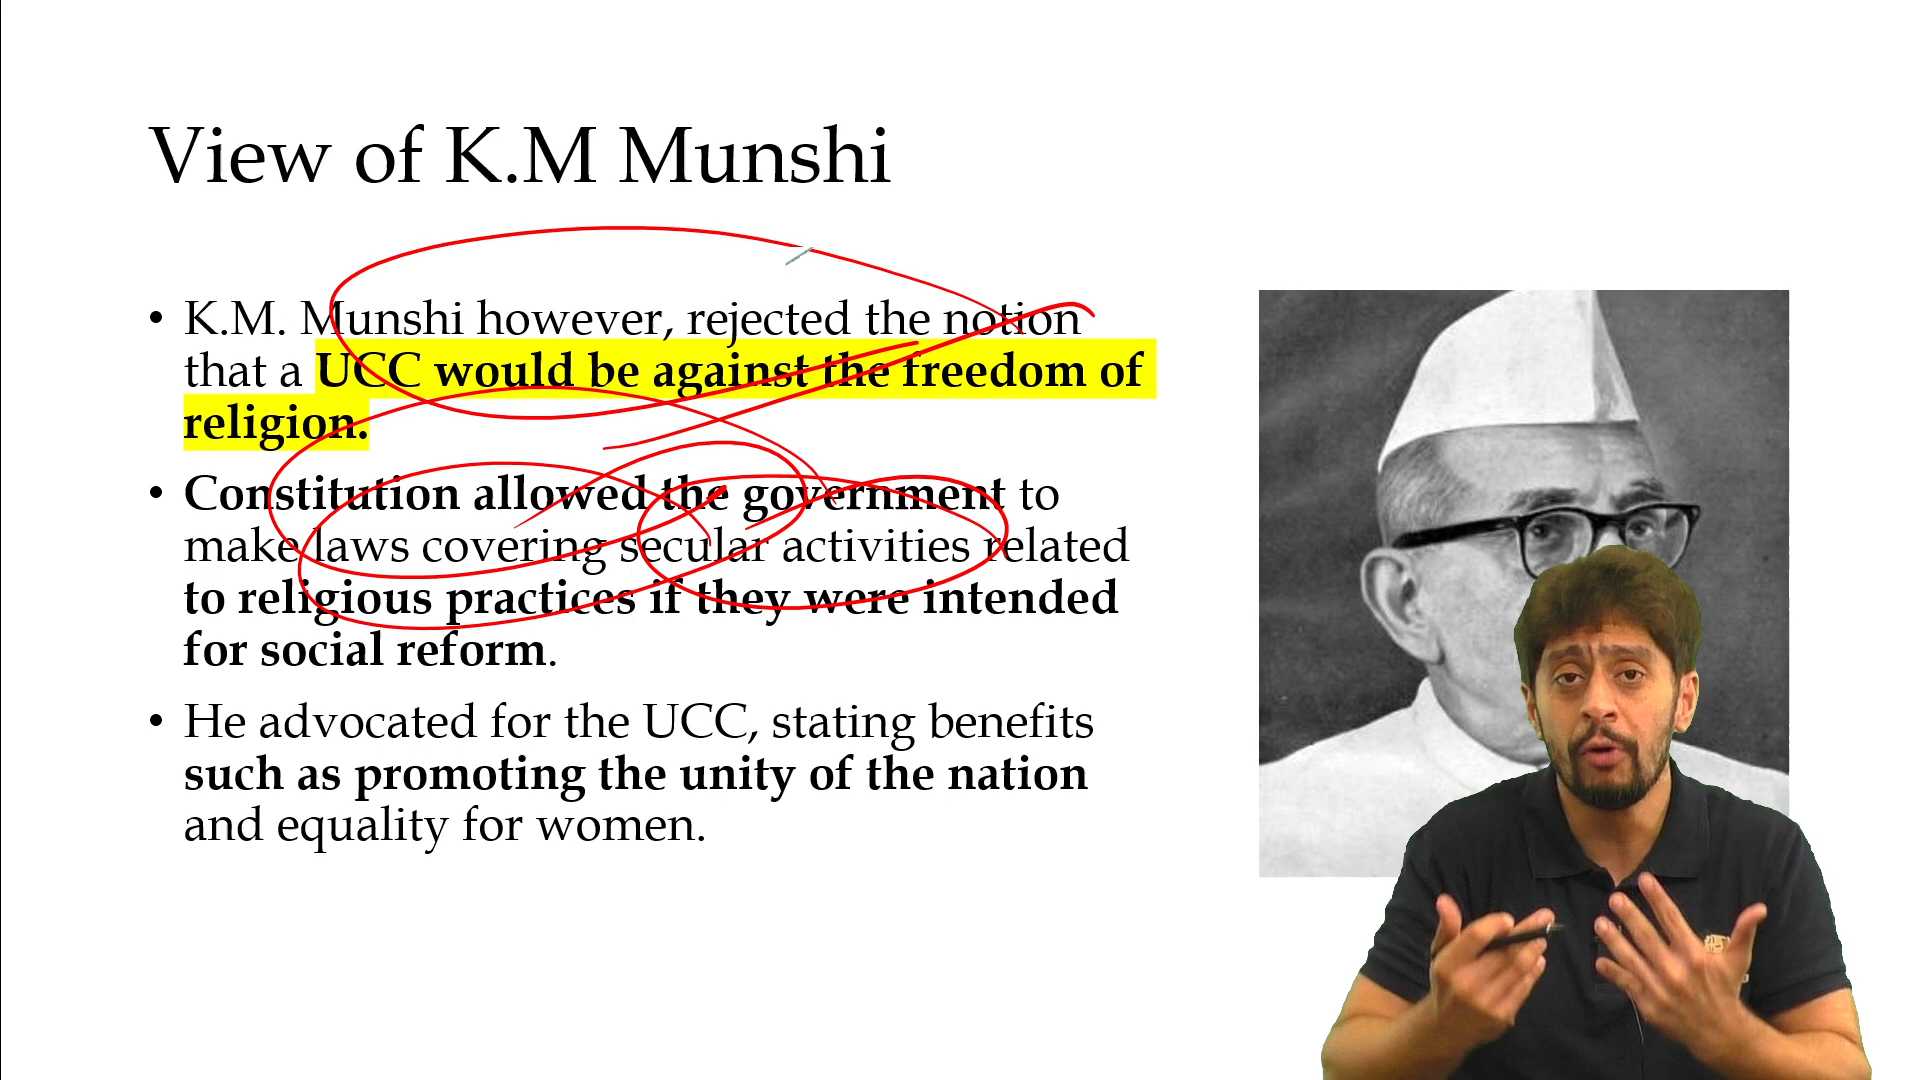 View of K.M Munshi
• K.M. Munshi however, rejected the notion
that a UCC would be against the freedom of
religion.
• Constitution allowed the government to
make laws covering secular activities related
to religious practices if they were intended
for social reform.
• He advocated for the UCC, stating benefits
such as promoting the unity of the nation
and equality for women.